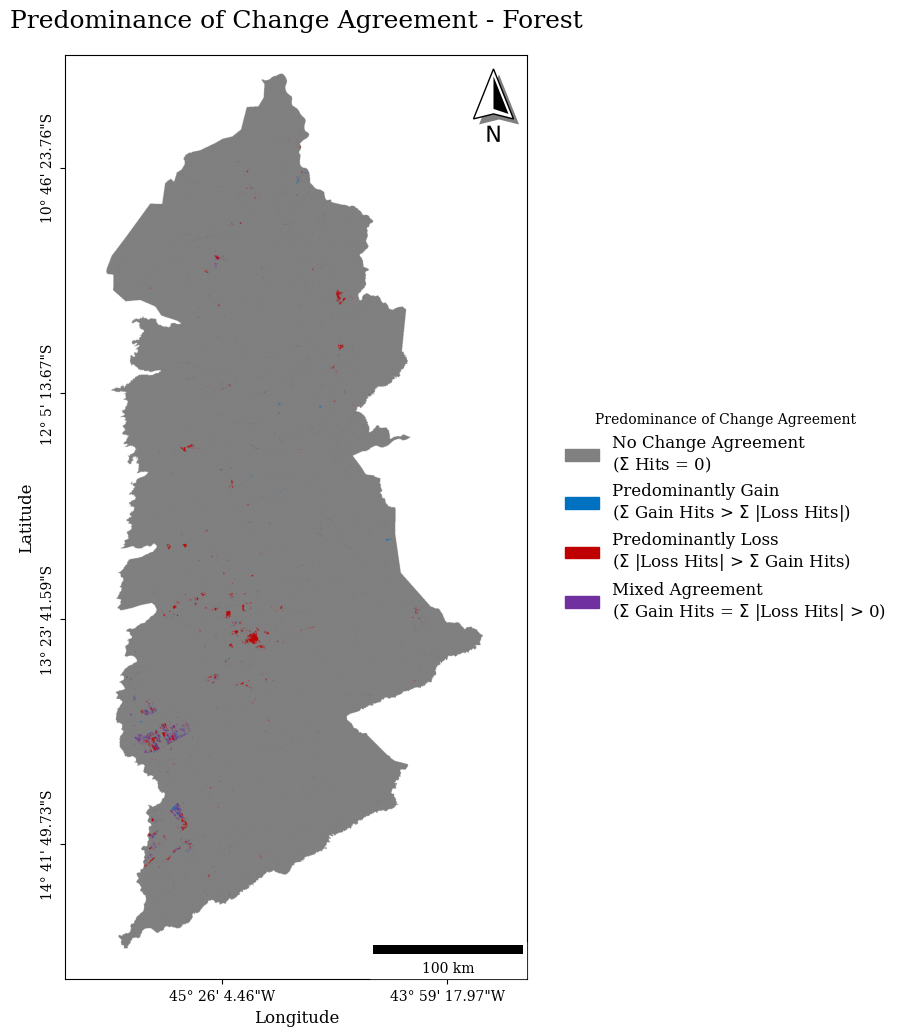 Predominance of Change Agreement - Forest
N
10° 46' 23.76"S
12° 5' 13.67"S
13° 23' 41.59"S
14° 41' 49.73"S
Latitude
100 km
45° 26' 4.46"W
43° 59' 17.97"W
Longitude
Predominance of Change Agreement
No Change Agreement
(Σ Hits = 0)
Predominantly Gain
(Σ Gain Hits > Σ |Loss Hits|)
Predominantly Loss
(Σ |Loss Hits| > Σ Gain Hits)
Mixed Agreement
(Σ Gain Hits = Σ |Loss Hits| > 0)